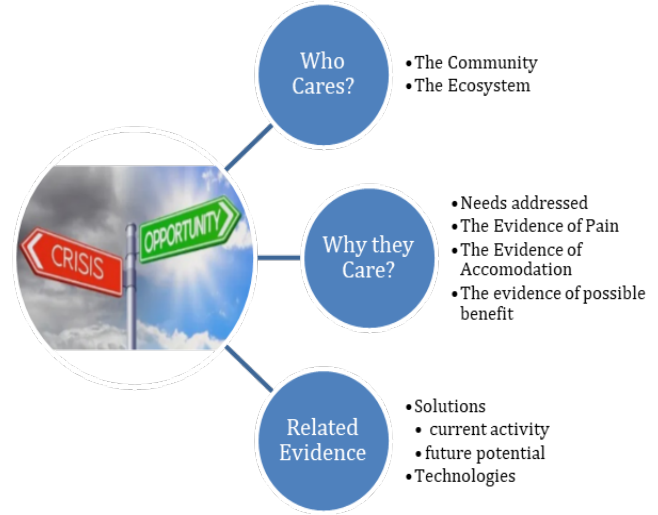 CRISIS
OPPORTUNITY
Who
Cares?
•The Community
•The Ecosystem
Why they
Care?
•Needs addressed
•The Evidence of Pain
•The Evidence of
Accomodation
•The evidence of possible
benefit
Related
Evidence
•Solutions
• current activity
•future potential
•Technologies